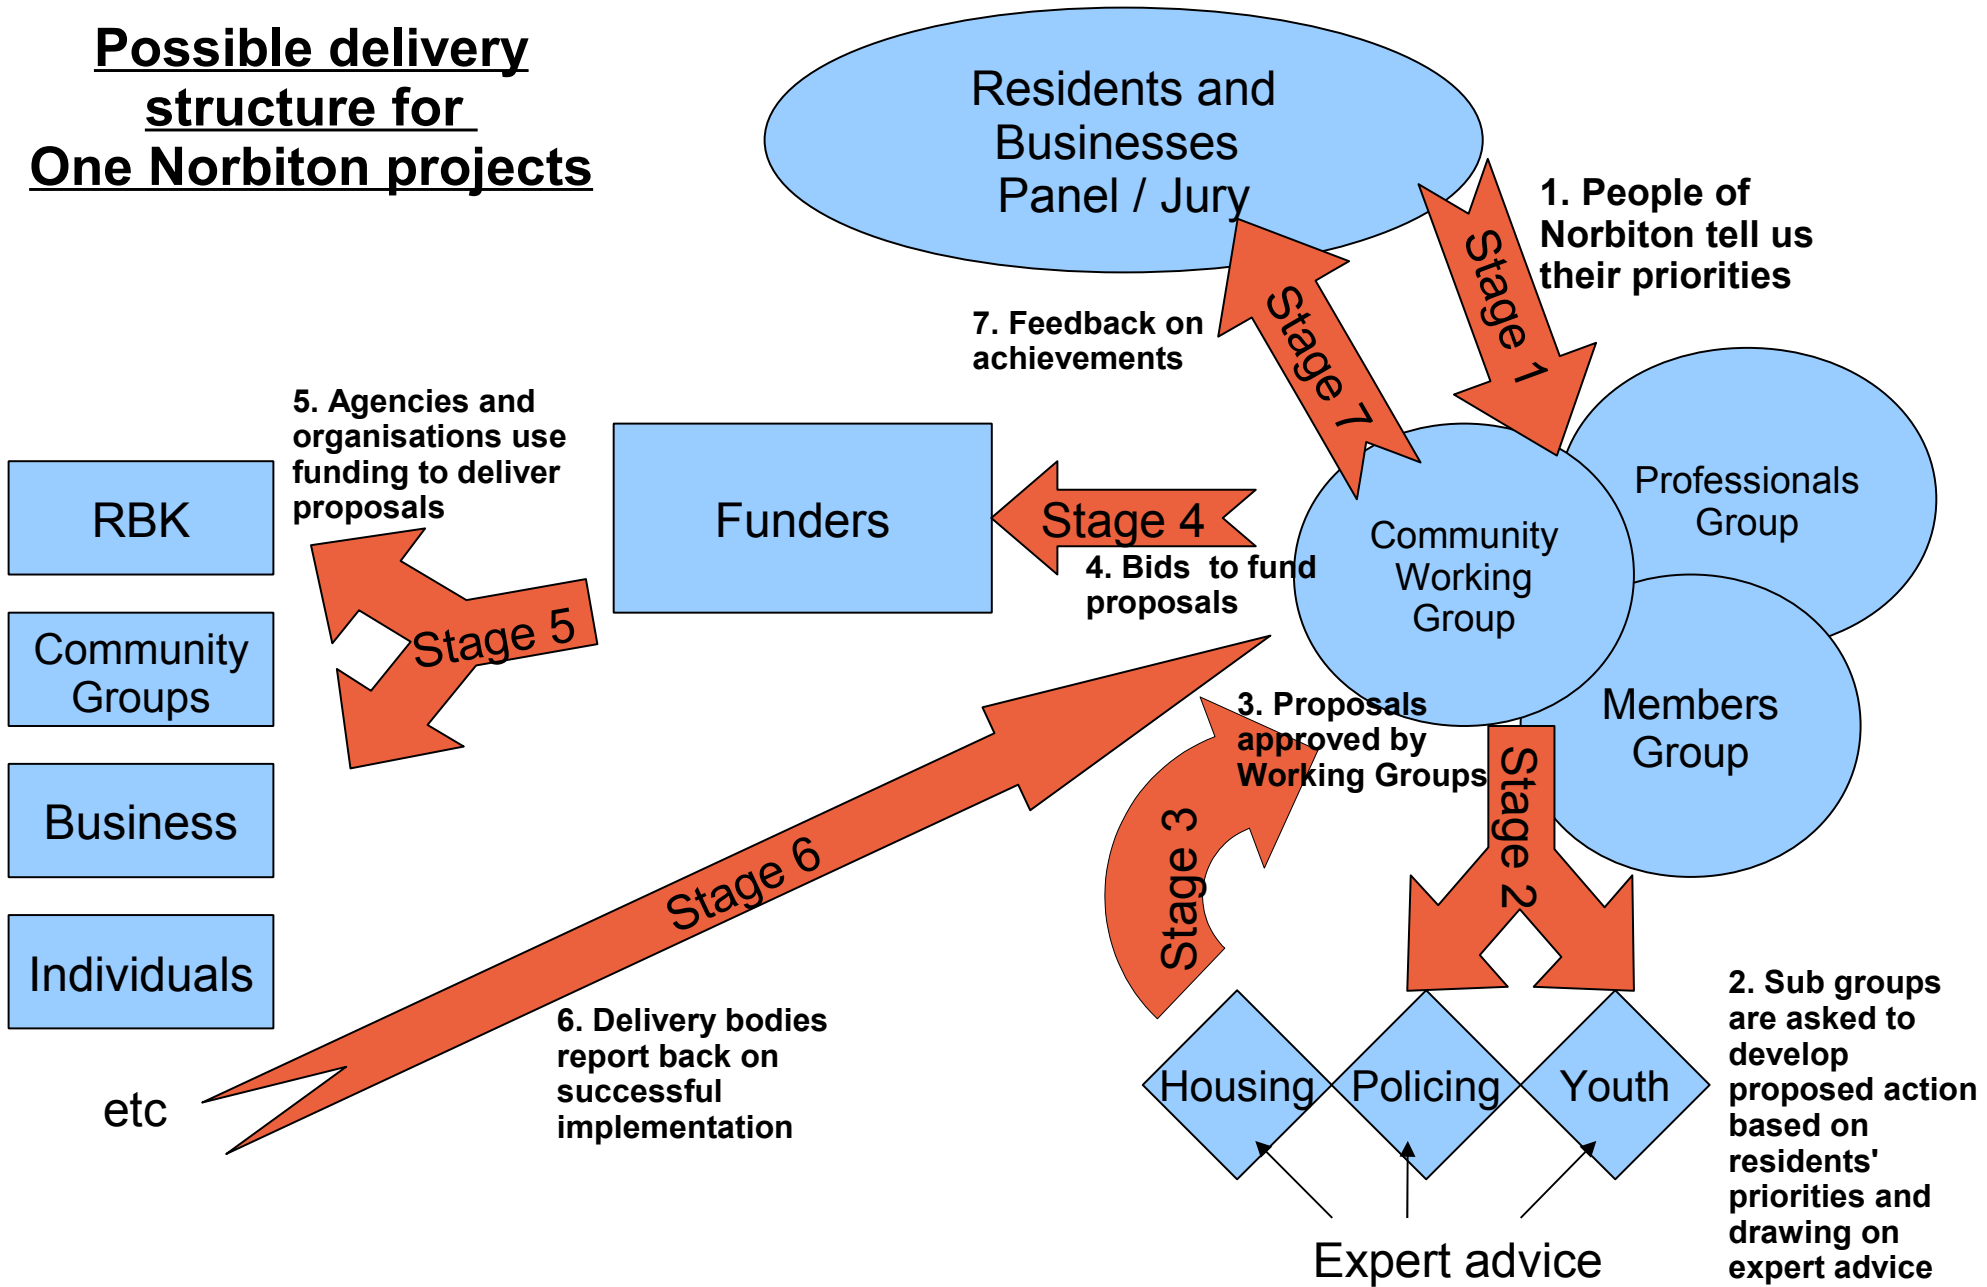 Possible delivery
structure for
One Norbiton projects
Residents and
Businesses
Panel / Jury
1. People of
Norbiton tell us
their priorities
Stage 1
7. Feedback on
achievements
Stage 7
5. Agencies and
organisations use
funding to deliver
proposals
RBK
Community
Groups
Business
Individuals
etc
Stage 5
Funders
Stage 4
4. Bids  to fund
proposals
Community
Working
Group
Professionals
Group
Members
Group
3. Proposals
approved by
Working Groups
Stage 3
Stage 2
Stage 6
6. Delivery bodies
report back on
successful
implementation
Housing
Policing
Youth
Expert advice
2. Sub groups
are asked to
develop
proposed action
based on
residents'
priorities and
drawing on
expert advice